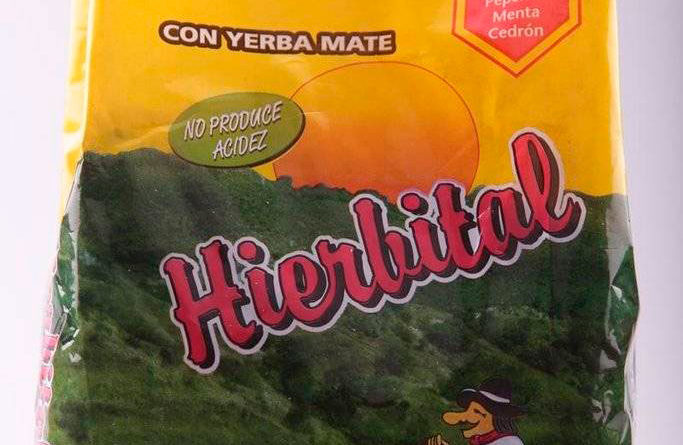 Menta
Cedrón
CON YERBA MATE
NO PRODUCE
ACIDEZ
Hierbital